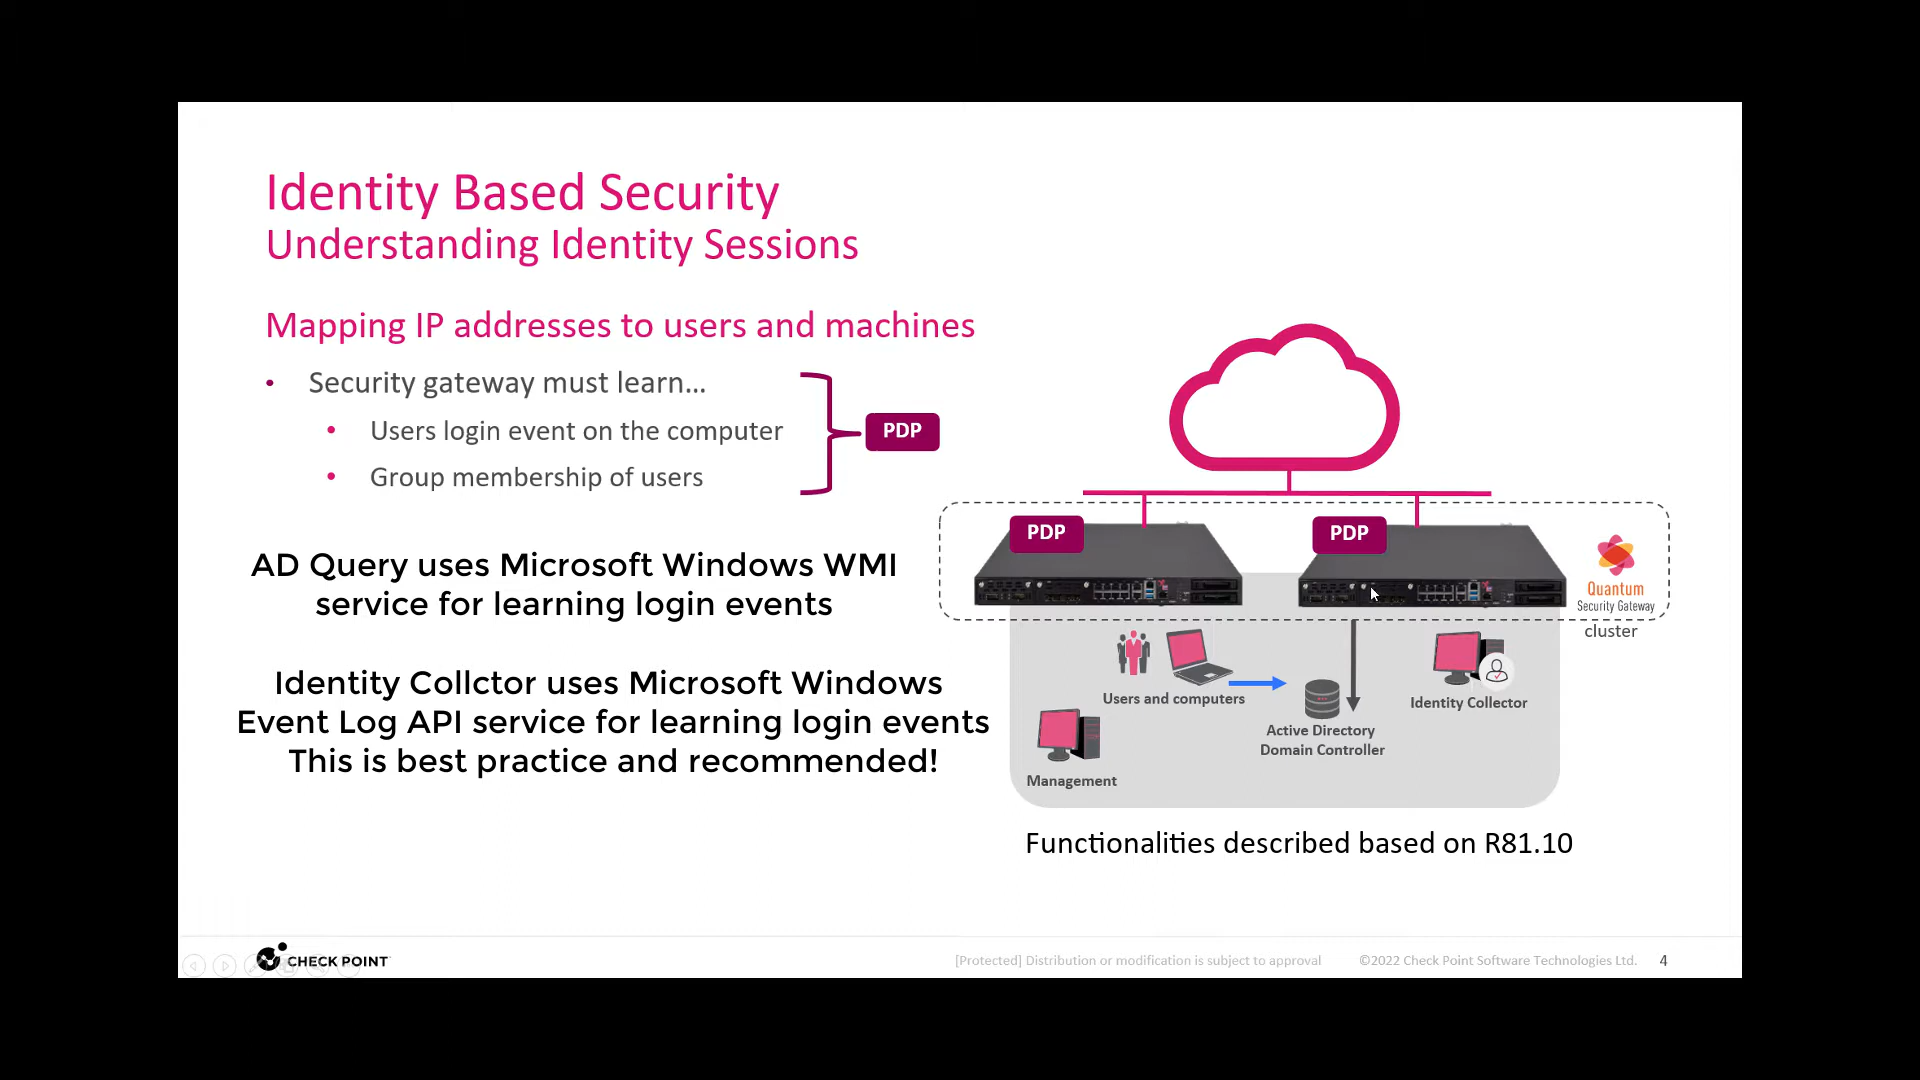 Identity Based Security
Understanding Identity Sessions
Mapping IP addresses to users and machines
• Security gateway must learn...
• Users login event on the computer
• Group membership of users
PDP
AD Query uses Microsoft Windows WMI
service for learning login events
Identity Collctor uses Microsoft Windows
Event Log API service for learning login events
This is best practice and recommended!
PDP
PDP
Quantum
Security Gateway
cluster
Users and computers
Active Directory
Domain Controller
Identity Collector
Management
Functionalities described based on R81.10
CHECK POINT
[Protected] Distribution or modification is subject to approval
©2022 Check Point Software Technologies Ltd.
4